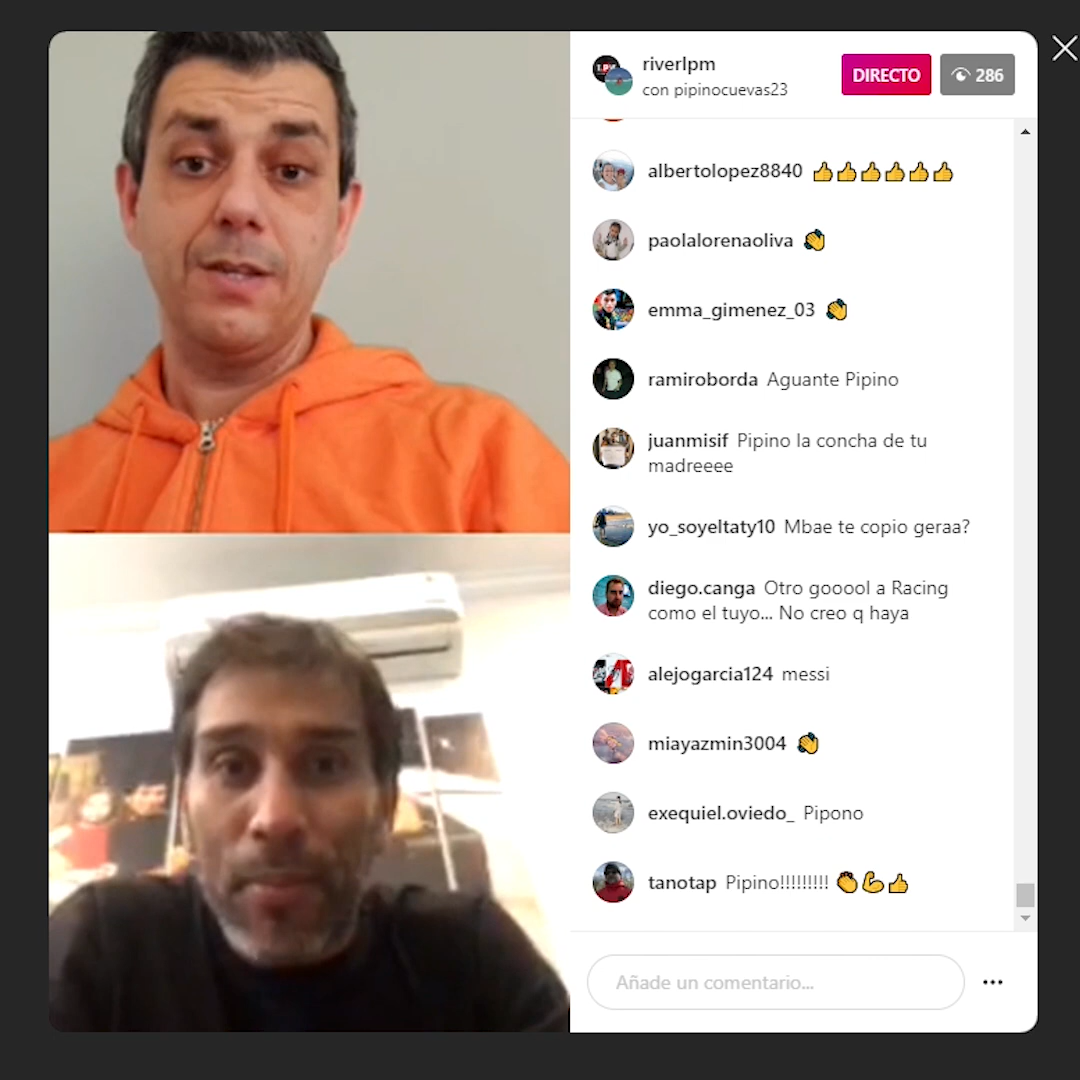 riverlpm
con pipinocuevas23
DIRECTO
286
albertolopez8840 👍👍👍👍👍👍
paolalorenaoliva 👏
emma_gimenez_03 👏
ramiroborda Aguante Pipino
juanmisif Pipino la concha de tu
madreeee
yo_soyeltaty10 Mbae te copio geraa?
diego.canga Otro gooool a Racing
como el tuyo... No creo q haya
alejogarcia124 messi
miayazmin3004 👏
exequiel.oviedo_ Pipono
tanotap Pipino!!!!!!!!! 👏💪👍
Añade un comentario...